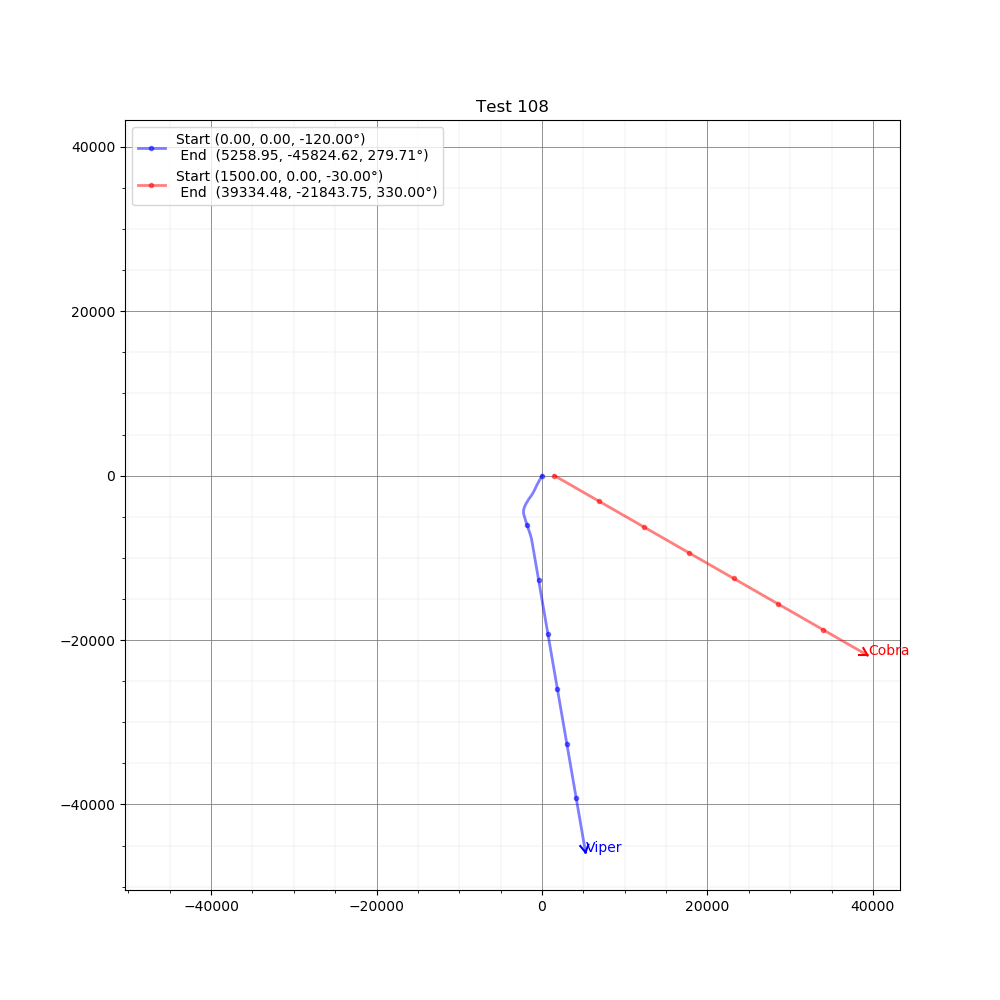 Test 108
Start (0.00, 0.00, -120.00°)
End (5258.95, -45824.62, 279.71°)
Start (1500.00, 0.00, -30.00°)
End (39334.48, -21843.75, 330.00°)
40000
20000
0
−20000
−40000
Cobra
Viper
−40000
−20000
0
20000
40000